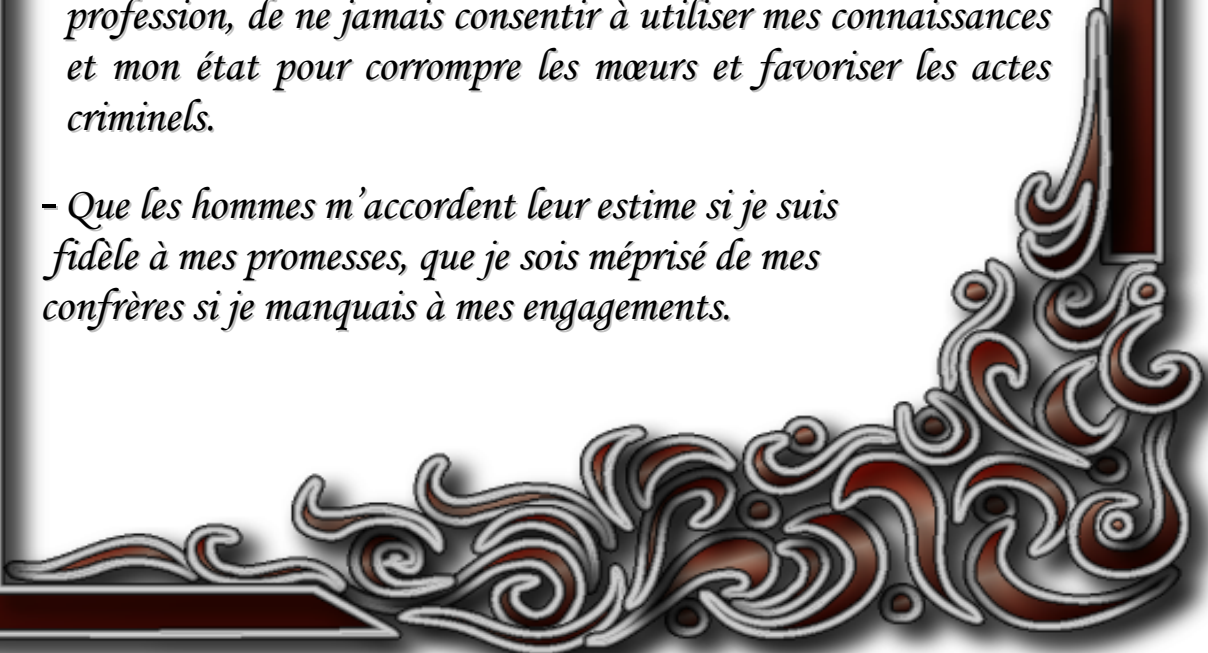 profession, de ne jamais consentir à utiliser mes connaissances
et mon état pour corrompre les mœurs et favoriser les actes
criminels.
- Que les hommes m’accordent leur estime si je suis
fidèle à mes promesses, que je sois méprisé de mes
confrères si je manquais à mes engagements.